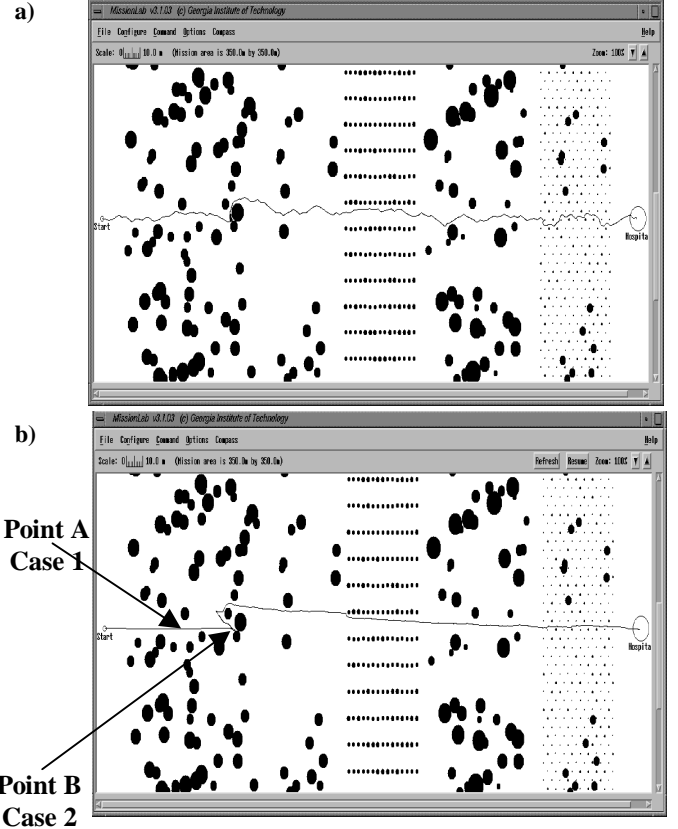 a)
MissionLab v3.1.03 (c) Georgia Institute of Technology
File Configure Command Options Compass Help
Scale: 0 10.0 m (Mission area is 350.0m by 350.0m) Zoom: 100%
Start
Hospita
b)
MissionLab v3.1.03 (c) Georgia Institute of Technology
File Configure Command Options Compass Help
Scale: 0 10.0 m (Mission area is 350.0m by 350.0m) Refresh Resume Zoom: 100%
Point A
Case 1
Start
Hospita
Point B
Case 2